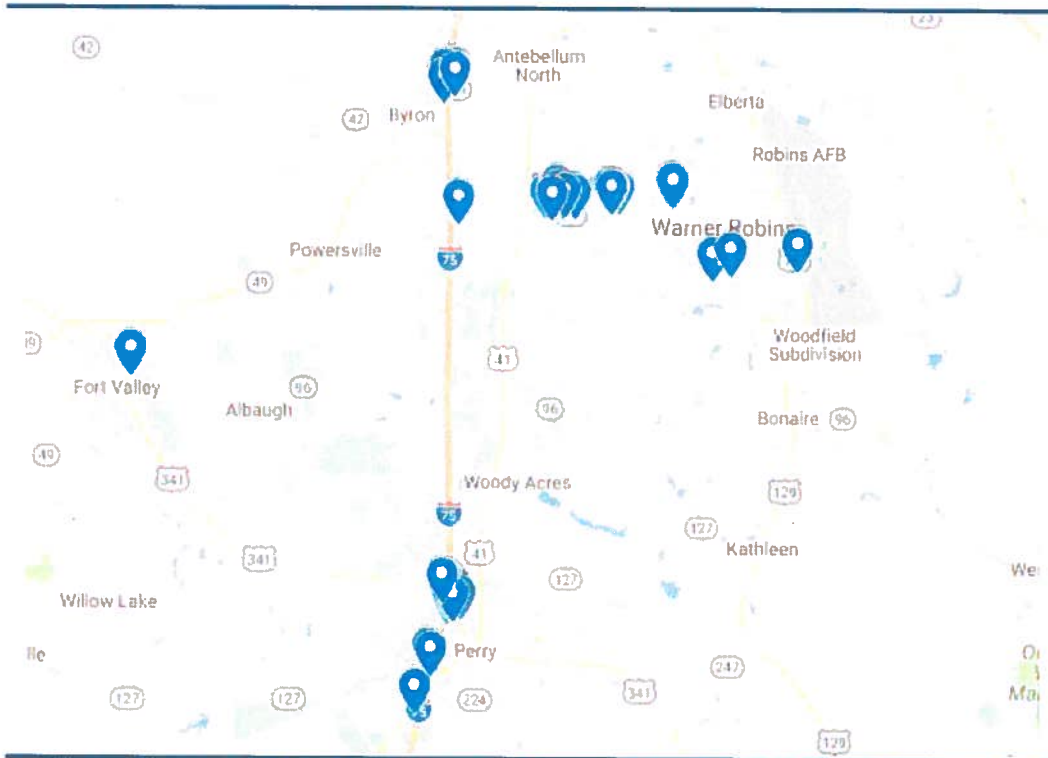 42
Antebellum
North
Elberta
42
Byron
Robins AFB
Warner Robins
Powersville
75
49
Woodfield
Subdivision
41
Fort Valley
96
Albaugh
96
Bonaire
96
49
341
Woody Acres
129
75
127
Kathleen
41
341
127
Willow Lake
Perry
247
127
127
224
341
129